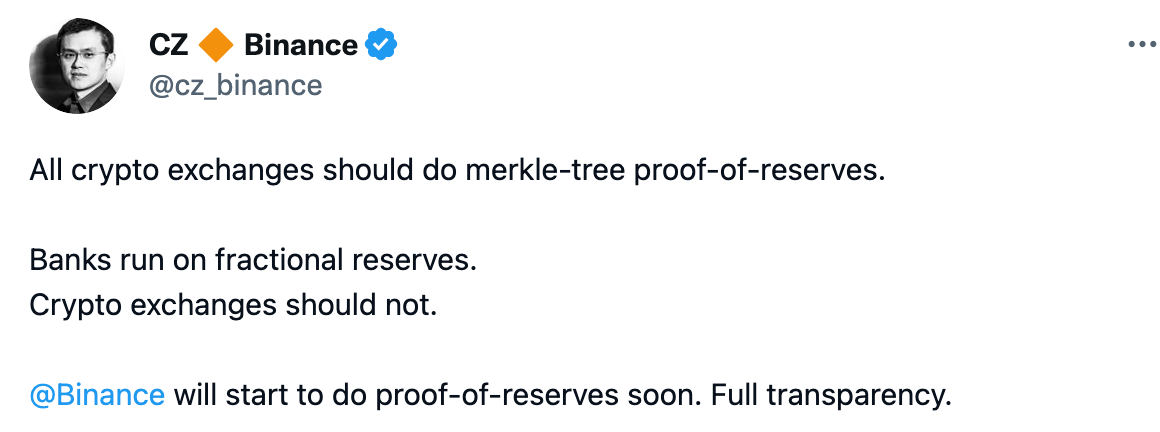 CZ 🔶 Binance
@cz_binance
All crypto exchanges should do merkle-tree proof-of-reserves.
Banks run on fractional reserves.
Crypto exchanges should not.
@Binance will start to do proof-of-reserves soon. Full transparency.